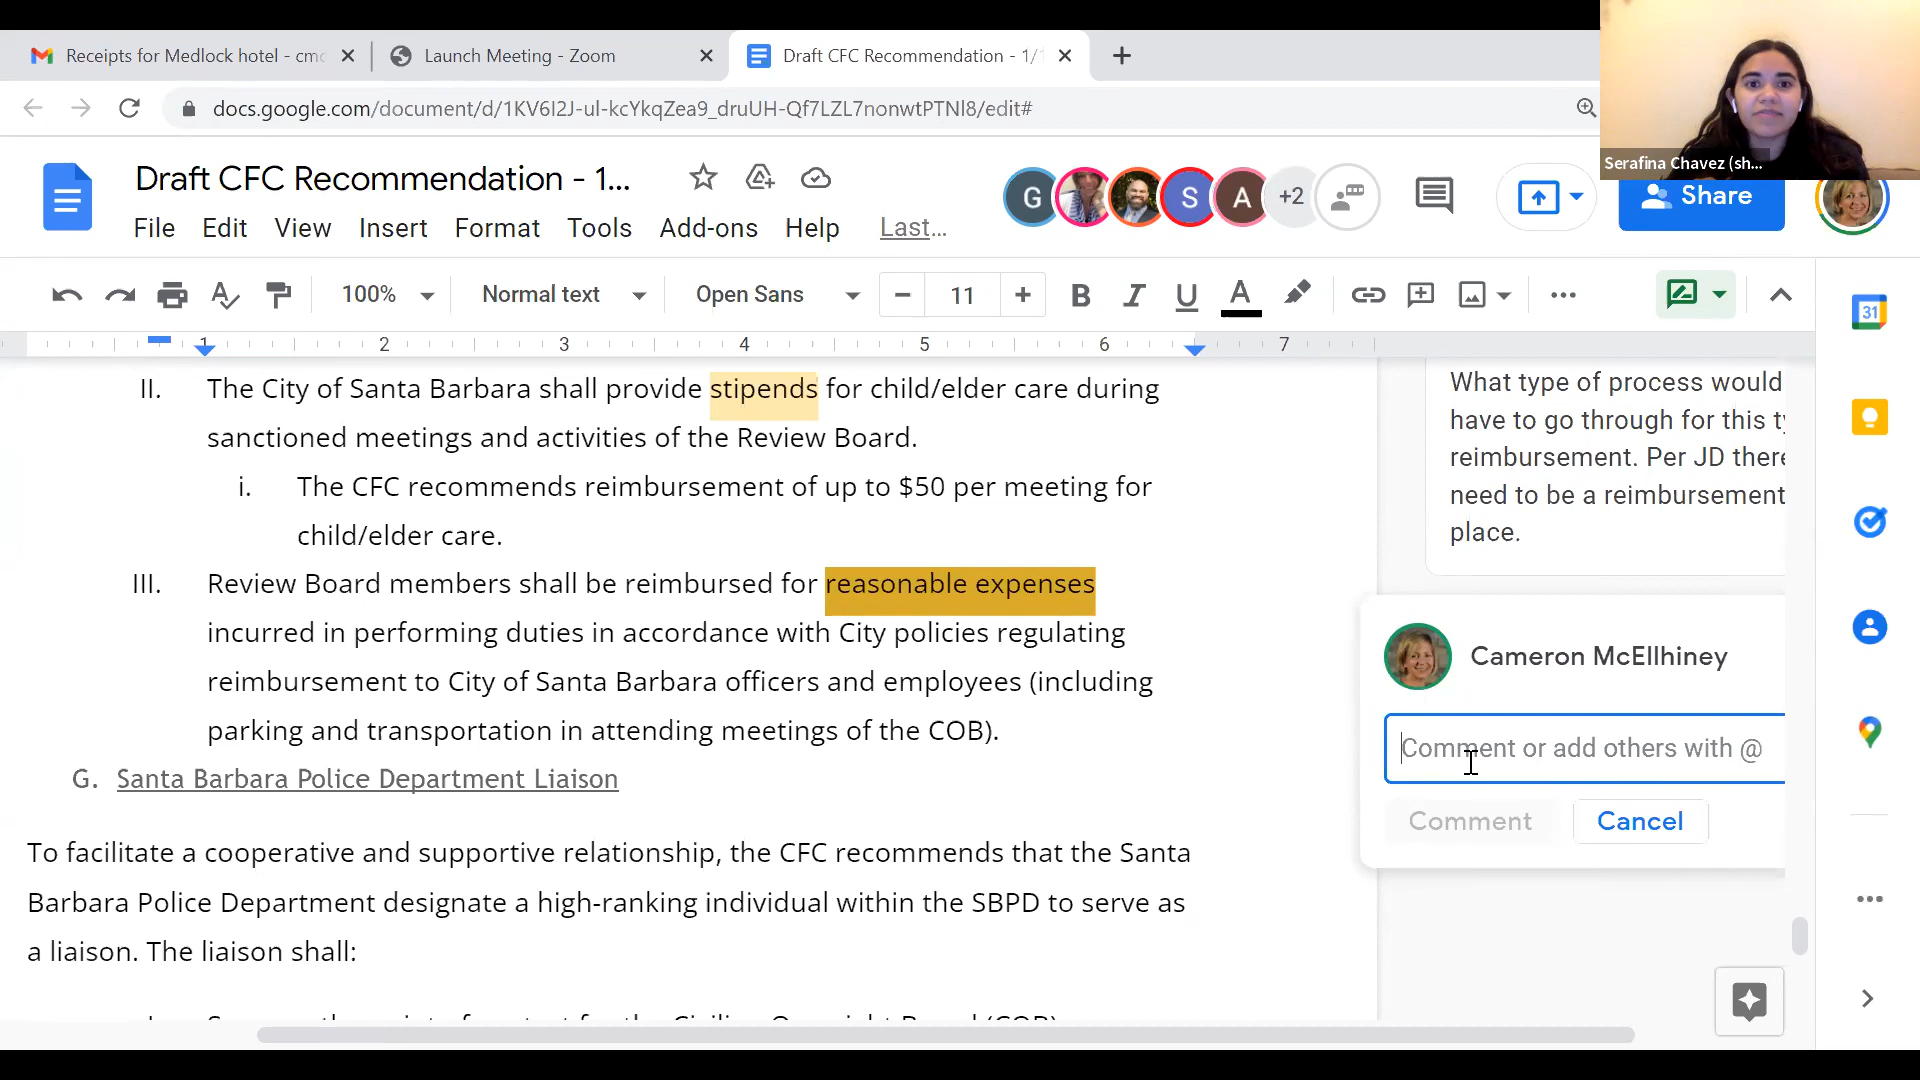 Receipts for Medlock hotel - cmc
Launch Meeting - Zoom
Draft CFC Recommendation - 1/
docs.google.com/document/d/1KV6I2J-ul-kcYkqZea9_druUH-Qf7LZL7nonwtPTNl8/edit#
Serafina Chavez (sh...
Draft CFC Recommendation - 1...
G
S
A
+2
Share
File Edit View Insert Format Tools Add-ons Help Last...
100% Normal text Open Sans 11 B I U A
31
1 2 3 4 5 6 7
II. The City of Santa Barbara shall provide stipends for child/elder care during
sanctioned meetings and activities of the Review Board.
i. The CFC recommends reimbursement of up to $50 per meeting for
child/elder care.
III. Review Board members shall be reimbursed for reasonable expenses
incurred in performing duties in accordance with City policies regulating
reimbursement to City of Santa Barbara officers and employees (including
parking and transportation in attending meetings of the COB).
G. Santa Barbara Police Department Liaison
To facilitate a cooperative and supportive relationship, the CFC recommends that the Santa
Barbara Police Department designate a high-ranking individual within the SBPD to serve as
a liaison. The liaison shall:
What type of process would
have to go through for this
reimbursement. Per JD there
need to be a reimbursement
place.
Cameron McEllhiney
Comment or add others with @
Comment
Cancel